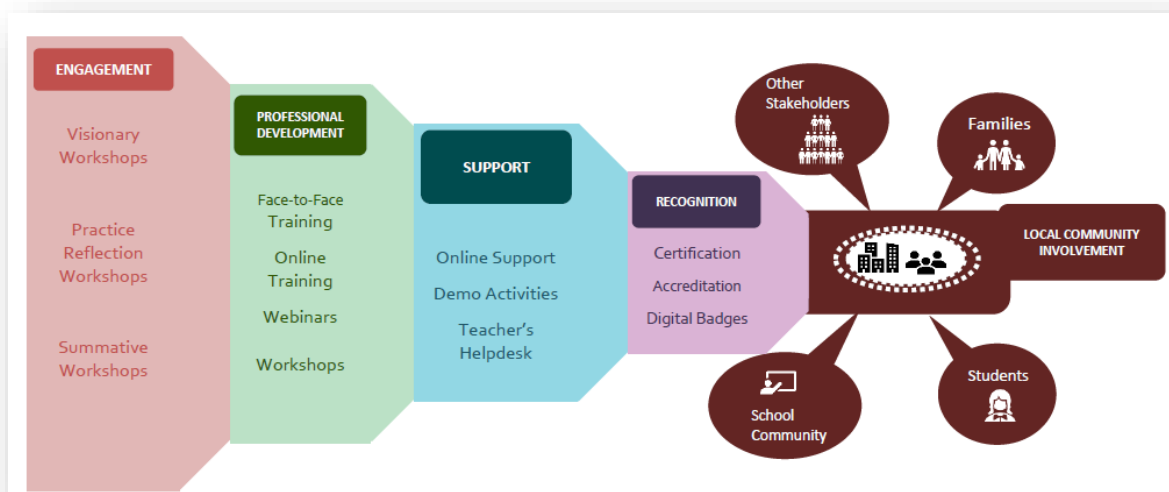 ENGAGEMENT
Visionary
Workshops
Practice
Reflection
Workshops
Summative
Workshops
PROFESSIONAL
DEVELOPMENT
Face-to-Face
Training
Online
Training
Webinars
Workshops
SUPPORT
Online Support
Demo Activities
Teacher’s
Helpdesk
RECOGNITION
Certification
Accreditation
Digital Badges
Other
Stakeholders
Families
LOCAL COMMUNITY
INVOLVEMENT
School
Community
Students